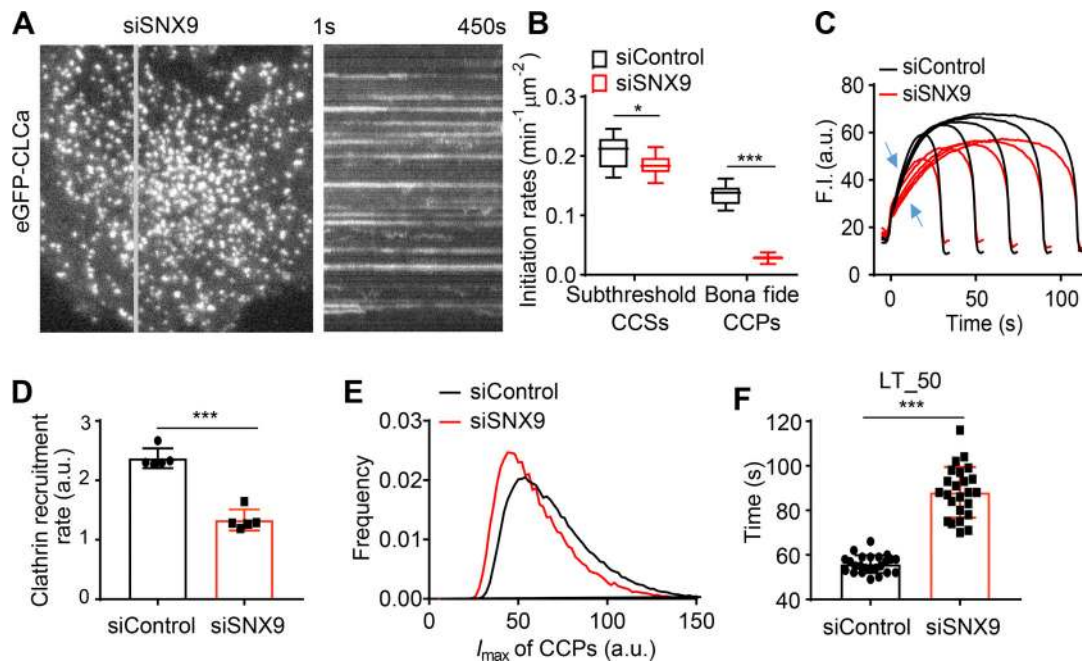 A
siSNX9
1s
450s
eGFP-CLCa
B
siControl
siSNX9
Initiation rates (min⁻¹μm⁻²)
0.3
0.2
0.1
0.0
*
***
Subthreshold CCSs
Bona fide CCPs
C
siControl
siSNX9
F.I. (a.u.)
80
60
40
20
0
0
50
100
Time (s)
D
Clathrin recruitment
rate (a.u.)
3
2
1
0
***
siControl
siSNX9
E
siControl
siSNX9
Frequency
0.03
0.02
0.01
0.00
0
50
100
150
Imax of CCPs (a.u.)
F
LT_50
***
Time (s)
120
100
80
60
40
siControl
siSNX9